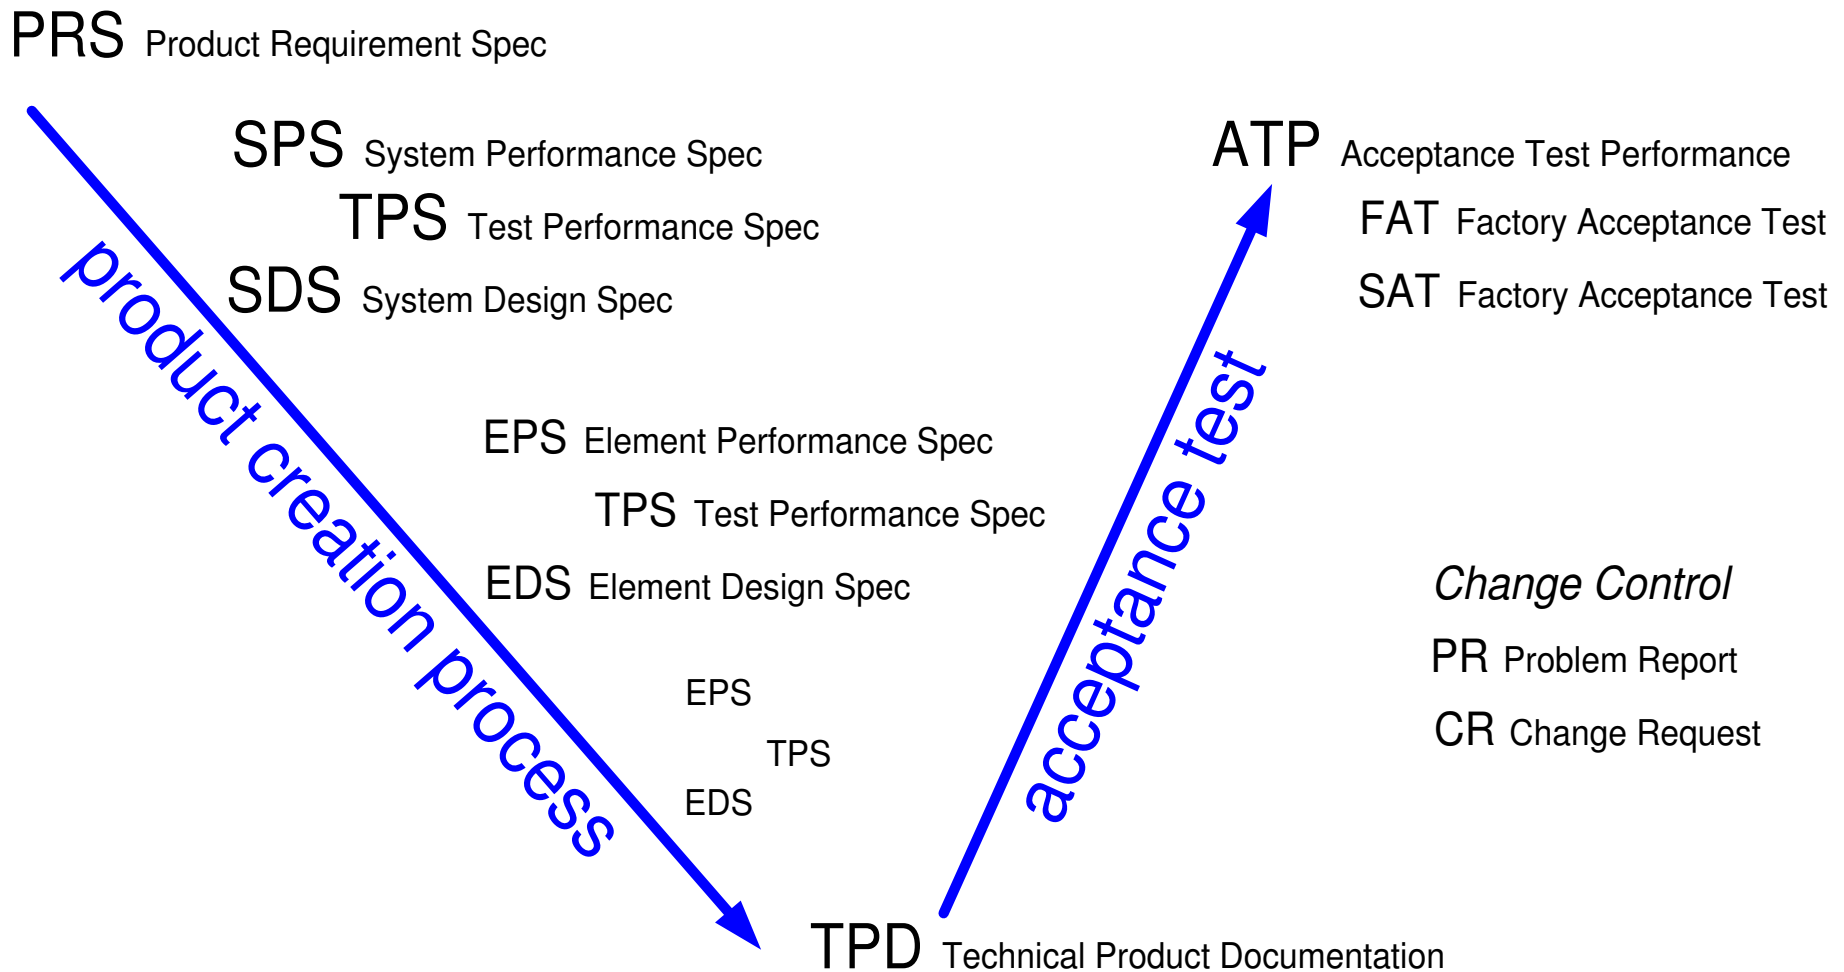 PRS Product Requirement Spec
SPS System Performance Spec
TPS Test Performance Spec
SDS System Design Spec
product creation process
EPS Element Performance Spec
TPS Test Performance Spec
EDS Element Design Spec
EPS
TPS
EDS
TPD Technical Product Documentation
acceptance test
ATP Acceptance Test Performance
FAT Factory Acceptance Test
SAT Factory Acceptance Test
Change Control
PR Problem Report
CR Change Request